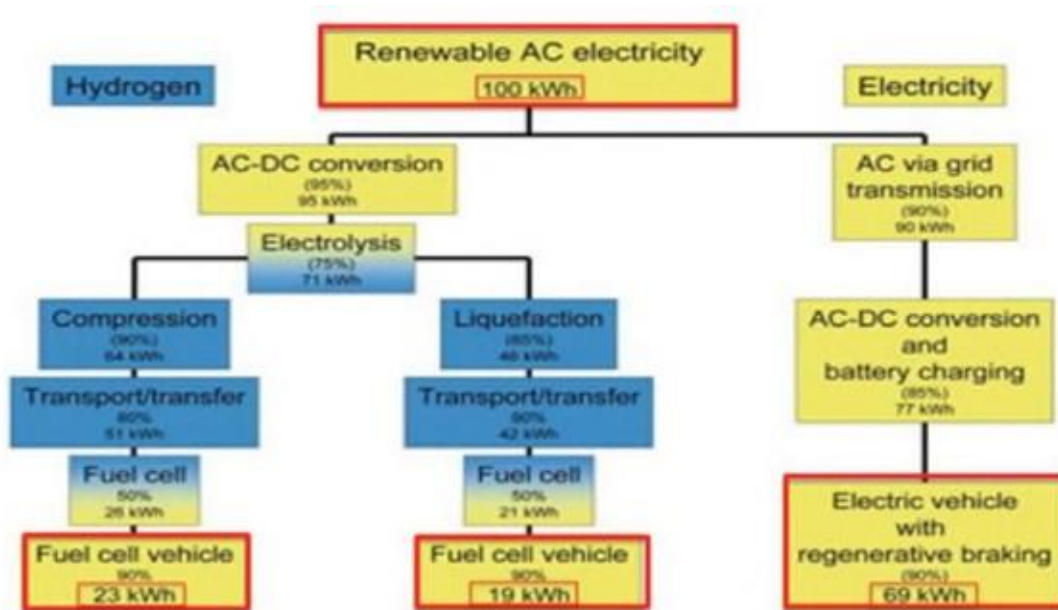 Renewable AC electricity
100 kWh
Hydrogen
Electricity
AC-DC conversion
(95%)
95 kWh
AC via grid
transmission
(90%)
90 kWh
Electrolysis
(75%)
71 kWh
Compression
(90%)
64 kWh
Liquefaction
(65%)
46 kWh
AC-DC conversion
and
battery charging
(85%)
77 kWh
Transport/transfer
80%
51 kWh
Transport/transfer
90%
42 kWh
Fuel cell
50%
26 kWh
Fuel cell
50%
21 kWh
Electric vehicle
with
regenerative braking
(90%)
69 kWh
Fuel cell vehicle
90%
23 kWh
Fuel cell vehicle
90%
19 kWh